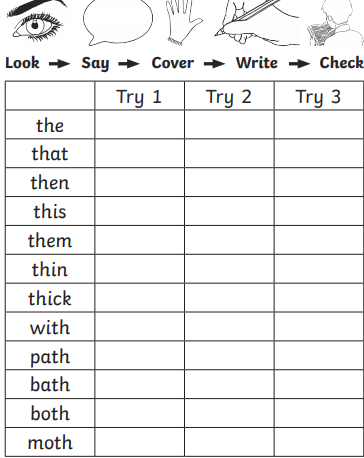 Look → Say → Cover → Write → Check
Try 1 Try 2 Try 3
the
that
then
this
them
thin
thick
with
path
bath
both
moth